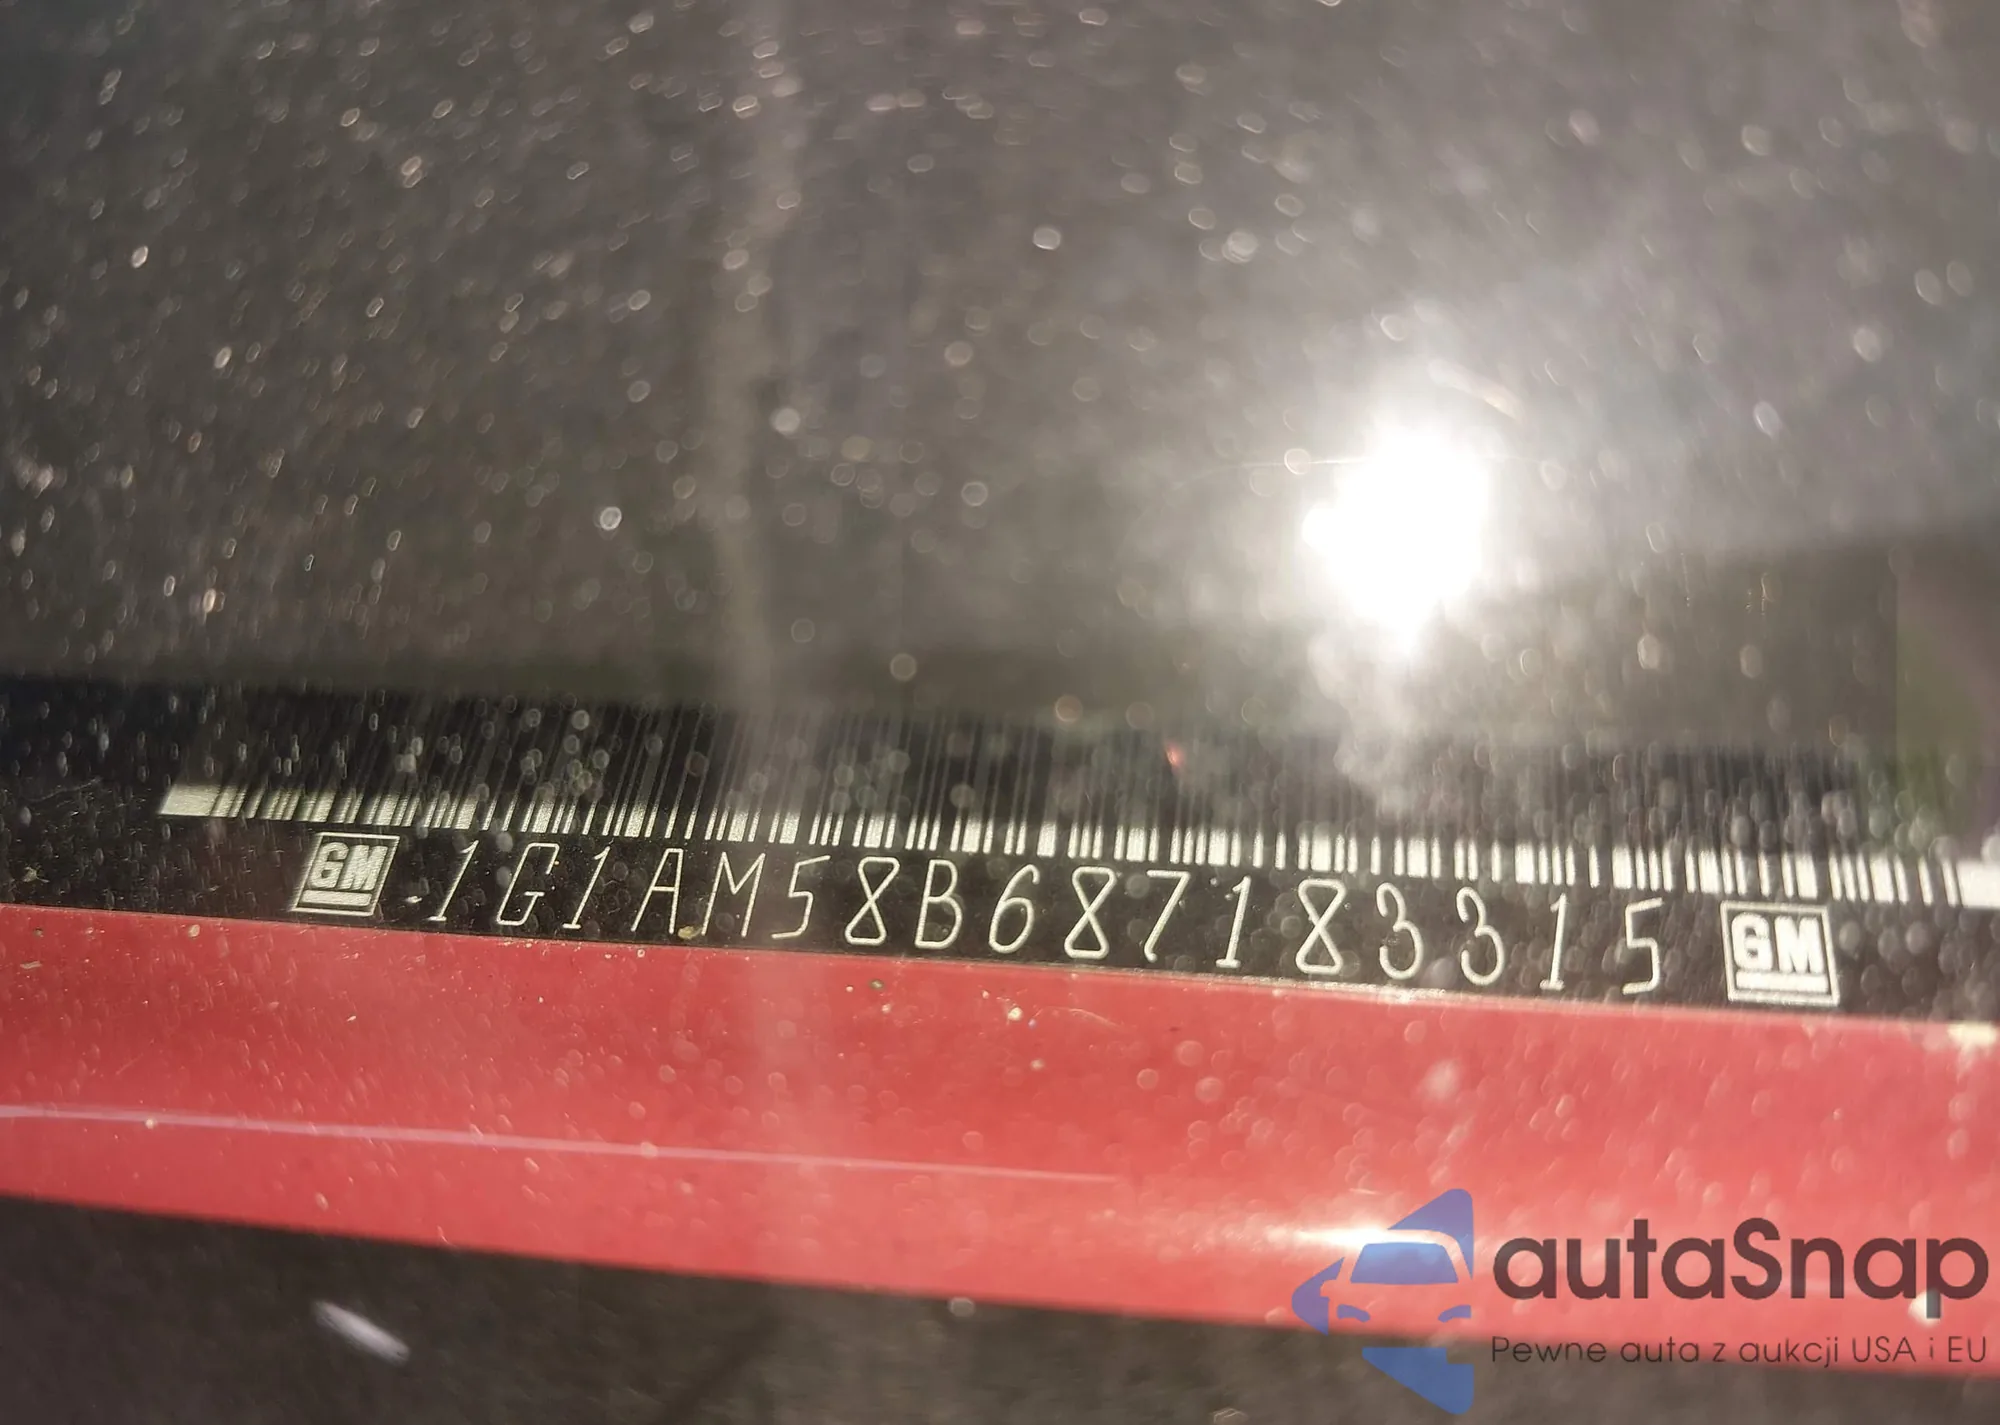 GM 1G1AM58B687183315 GM
autaSnap
Pewne auta z aukcji USA i EU